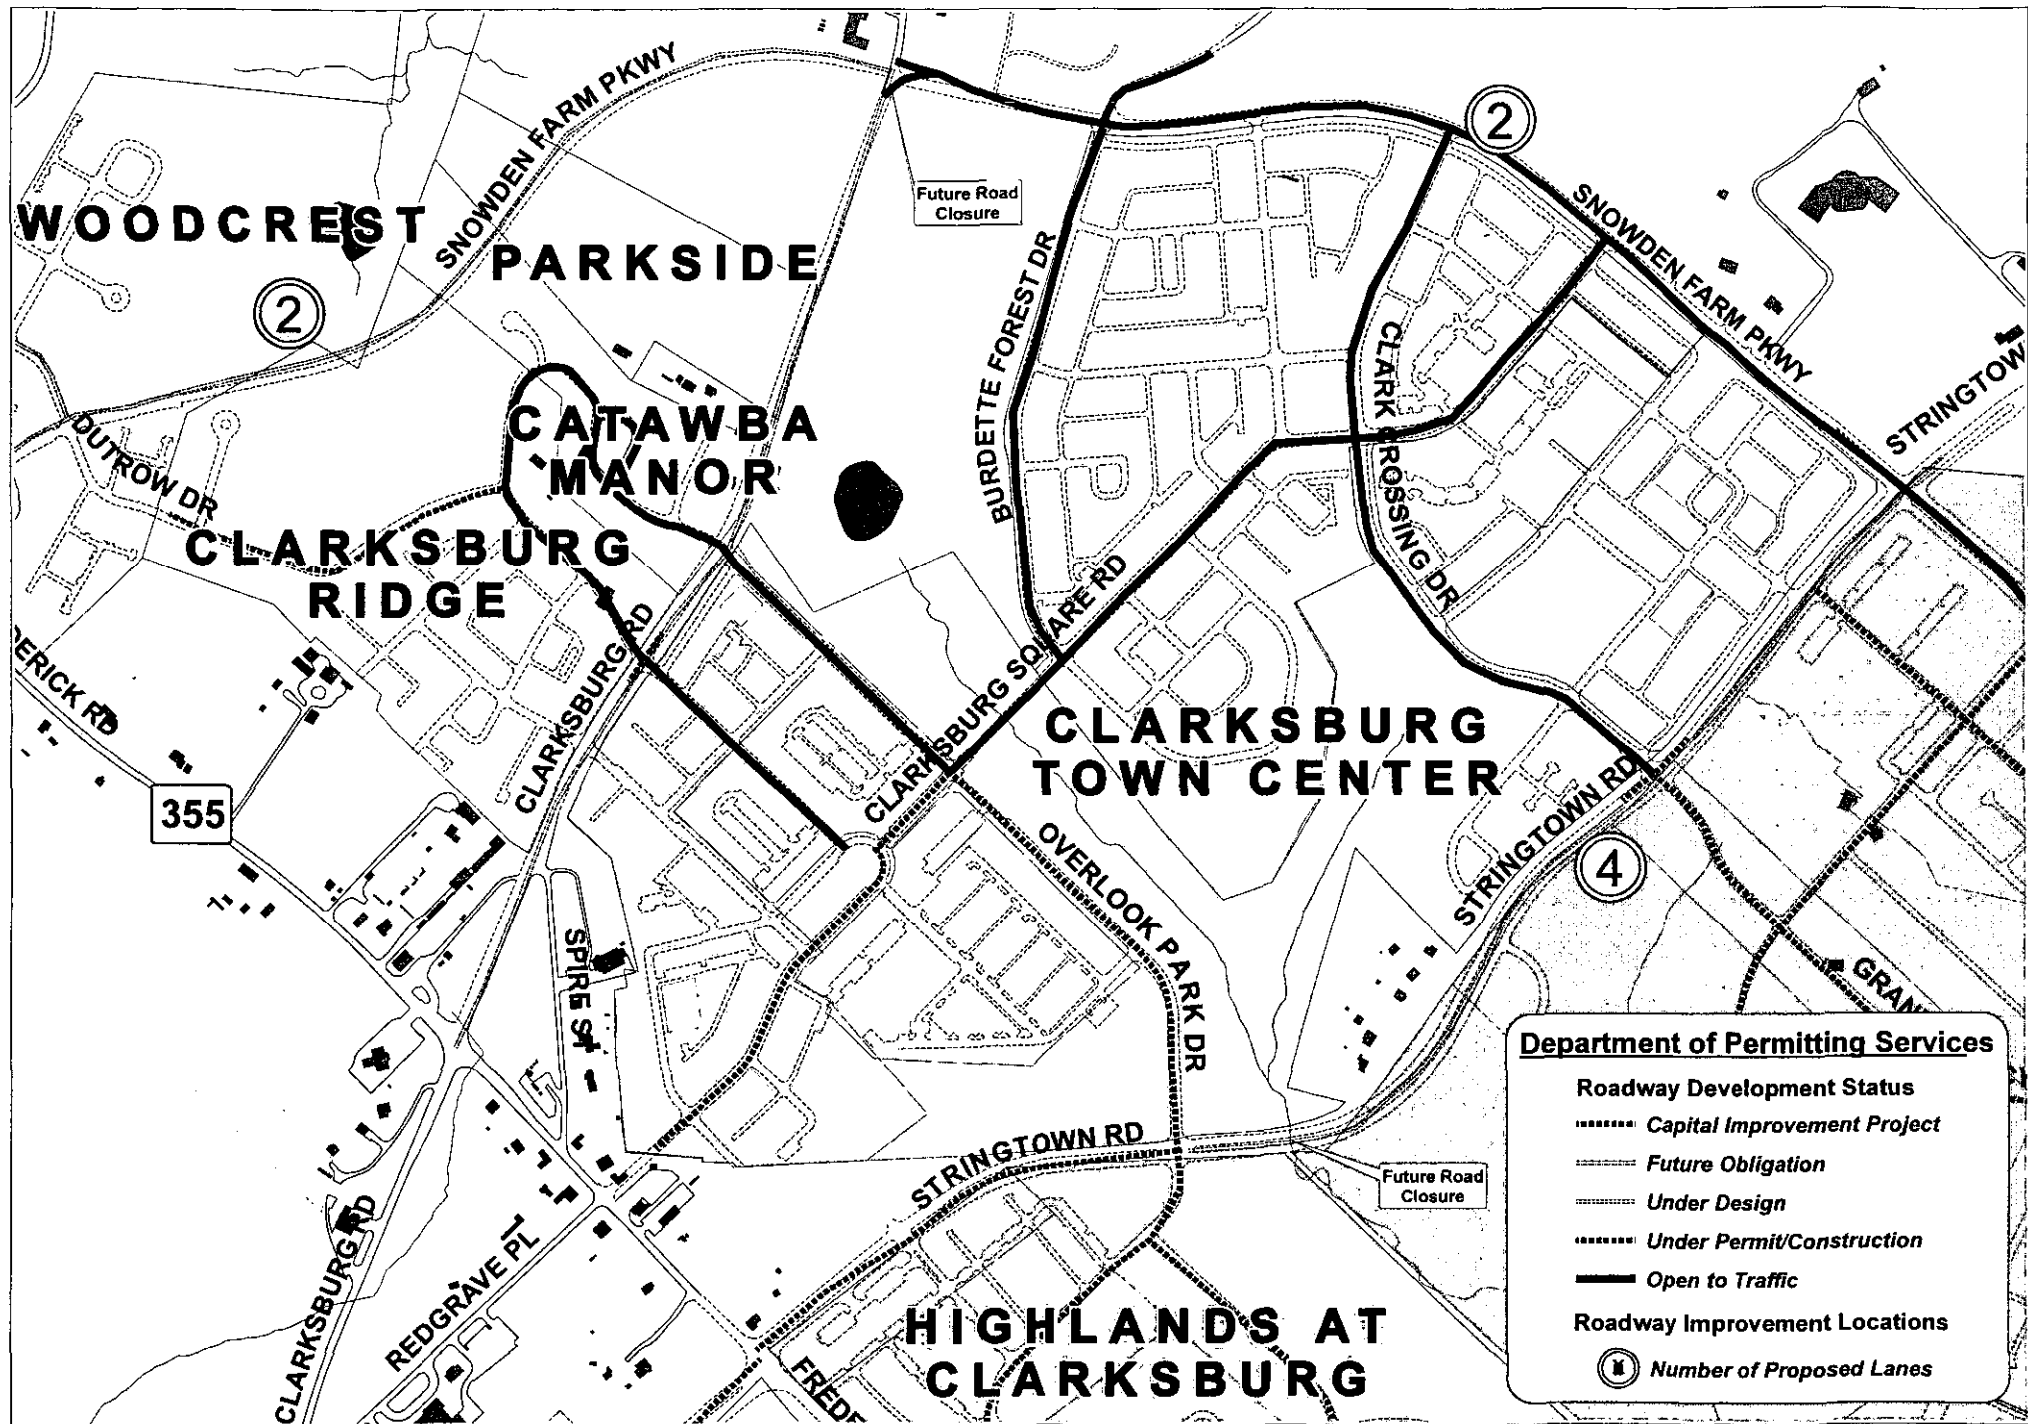 SNOWDEN FARM PKWY
2
Future Road
Closure
WOODCREST
PARKSIDE
SNOWDEN FARM PKWY
2
BURDETTE FOREST DR
CLARK CROSSING DR
STRINGTOW
DUTROW DR
CATAWBA
MANOR
CLARKSBURG
RIDGE
CLARKSBURG RD
CLARKSBURG SQUARE RD
DERICK RD
355
CLARKSBURG
TOWN CENTER
STRINGTOWN RD
4
OVERLOOK PARK DR
SPIRE ST
GRAN
STRINGTOWN RD
Future Road
Closure
CLARKSBURG RD
REDGRAVE PL
HIGHLANDS AT
CLARKSBURG
FREDE
Department of Permitting Services
Roadway Development Status
Capital Improvement Project
Future Obligation
Under Design
Under Permit/Construction
Open to Traffic
Roadway Improvement Locations
Number of Proposed Lanes